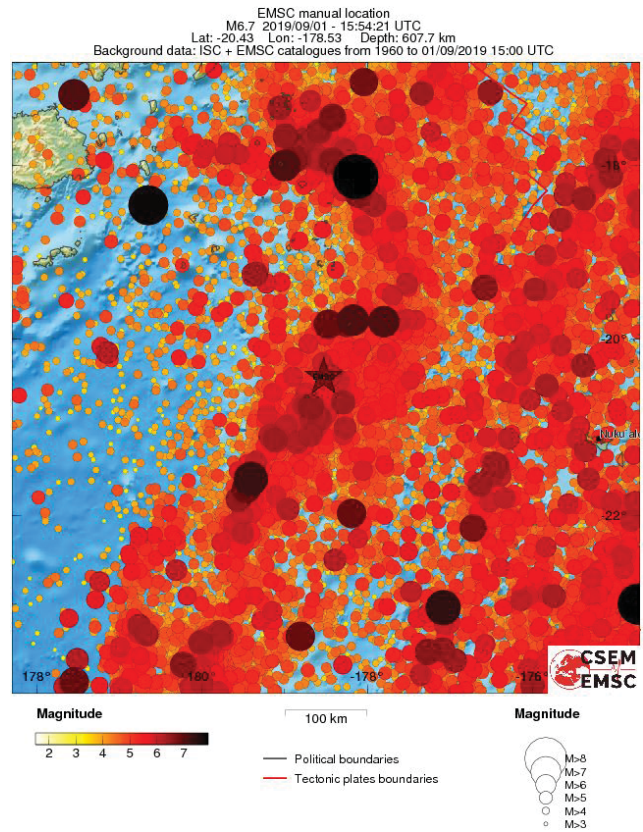 EMSC manual location
M6.7 2019/09/01 - 15:54:21 UTC
Lat: -20.43 Lon: -178.53 Depth: 607.7 km
Background data: ISC + EMSC catalogues from 1960 to 01/09/2019 15:00 UTC
-18°
-20°
Nuku'alo
-22°
178°
180
-178°
-176°
CSEM
EMSC
Magnitude
2 3 4 5 6 7
100 km
Political boundaries
Tectonic plates boundaries
Magnitude
M>8
M>7
M>6
M>5
M>4
M>3